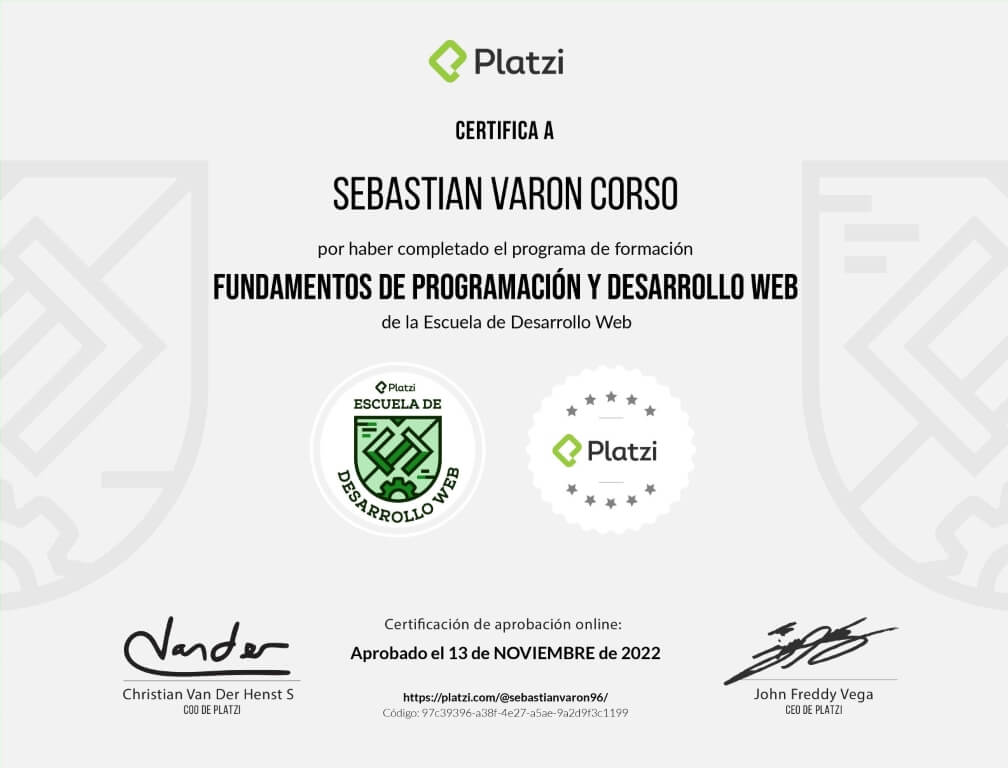 Platzi
CERTIFICA A
SEBASTIAN VARON CORSO
por haber completado el programa de formación
FUNDAMENTOS DE PROGRAMACIÓN Y DESARROLLO WEB
de la Escuela de Desarrollo Web
Platzi
ESCUELA DE
DESARROLLO WEB
Platzi
Vander
Christian Van Der Henst S
COO DE PLATZI
Certificación de aprobación online:
Aprobado el 13 de NOVIEMBRE de 2022
https://platzi.com/@sebastianvaron96/
Código: 97c39396-a38f-4e27-a5ae-9a2d9f3c1199
John Freddy Vega
CEO DE PLATZI